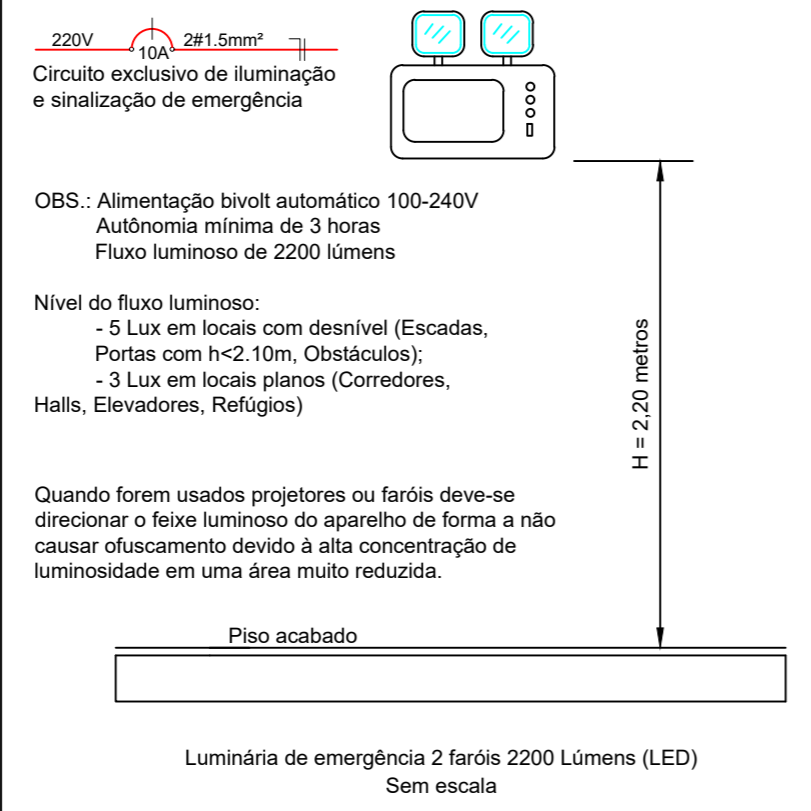 220V 10A 2#1.5mm²
Circuito exclusivo de iluminação
e sinalização de emergência
OBS.: Alimentação bivolt automático 100-240V
Autônomia mínima de 3 horas
Fluxo luminoso de 2200 lúmens
Nível do fluxo luminoso:
- 5 Lux em locais com desnível (Escadas,
Portas com h<2.10m, Obstáculos);
- 3 Lux em locais planos (Corredores,
Halls, Elevadores, Refúgios)
H = 2,20 metros
Quando forem usados projetores ou faróis deve-se
direcionar o feixe luminoso do aparelho de forma a não
causar ofuscamento devido à alta concentração de
luminosidade em uma área muito reduzida.
Piso acabado
Luminária de emergência 2 faróis 2200 Lúmens (LED)
Sem escala